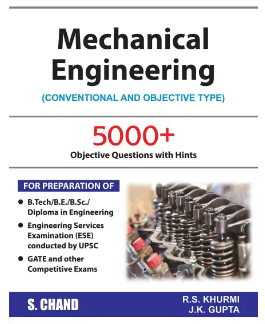 Mechanical
Engineering
(CONVENTIONAL AND OBJECTIVE TYPE)
5000+
Objective Questions with Hints
FOR PREPARATION OF
● B.Tech/B.E./B.Sc./
Diploma in Engineering
● Engineering Services
Examination (ESE)
conducted by UPSC
● GATE and other
Competitive Exams
S. CHAND
R.S. KHURMI
J.K. GUPTA